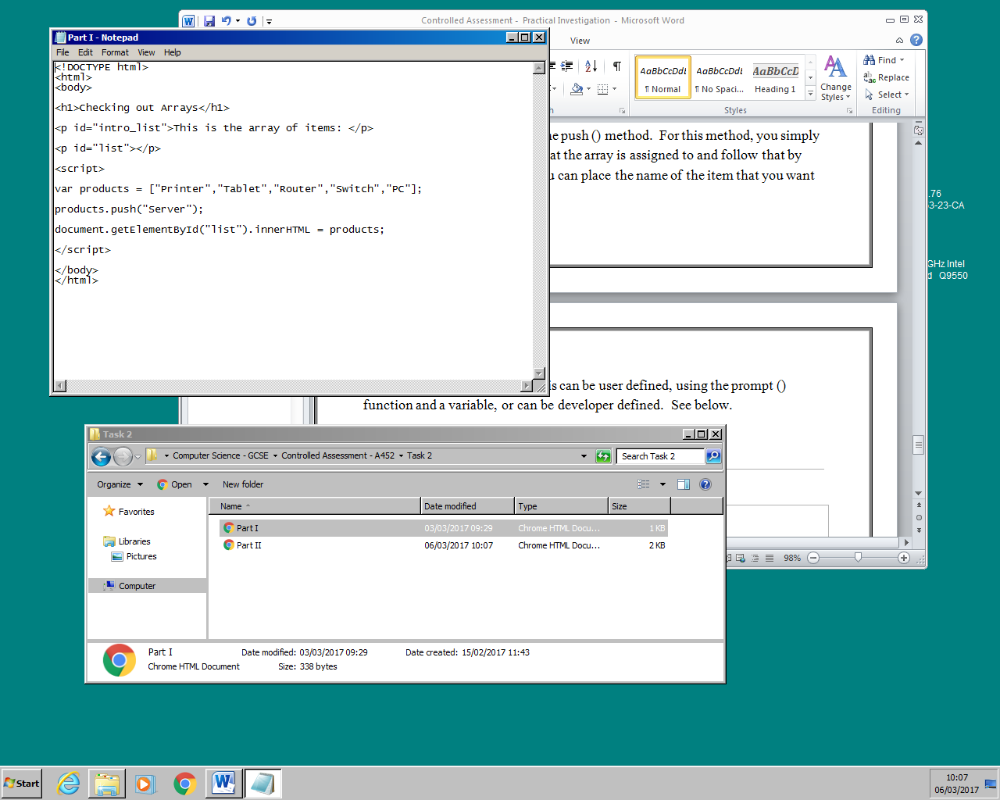 Controlled Assessment - Practical Investigation - Microsoft Word
Part I - Notepad
File Edit Format View Help
<!DOCTYPE html>
<html>
<body>
<h1>Checking out Arrays</h1>
<p id="intro_list">This is the array of items: </p>
<p id="list"></p>
<script>
var products = ["Printer","Tablet","Router","Switch","PC"];
products.push("Server");
document.getElementById("list").innerHTML = products;
</script>
</body>
</html>
View
AaBbCcDdI AaBbCcDdI AaBbCcD
¶ Normal ¶ No Spaci... Heading 1
Change
Styles
Find
Replace
Select
Styles Editing
push () method. For this method, you simply
at the array is assigned to and follow that by
can place the name of the item that you want
is can be user defined, using the prompt ()
function and a variable, or can be developer defined. See below.
98%
.76
3-23-CA
GHz Intel
d Q9550
Task 2
Computer Science - GCSE Controlled Assessment - A452 Task 2
Search Task 2
Organize Open New folder
Favorites
Libraries
Pictures
Computer
Name Date modified Type Size
Part I 03/03/2017 09:29 Chrome HTML Docu... 1 KB
Part II 06/03/2017 10:07 Chrome HTML Docu... 2 KB
Part I Date modified: 03/03/2017 09:29 Date created: 15/02/2017 11:43
Chrome HTML Document Size: 338 bytes
Start
10:07
06/03/2017